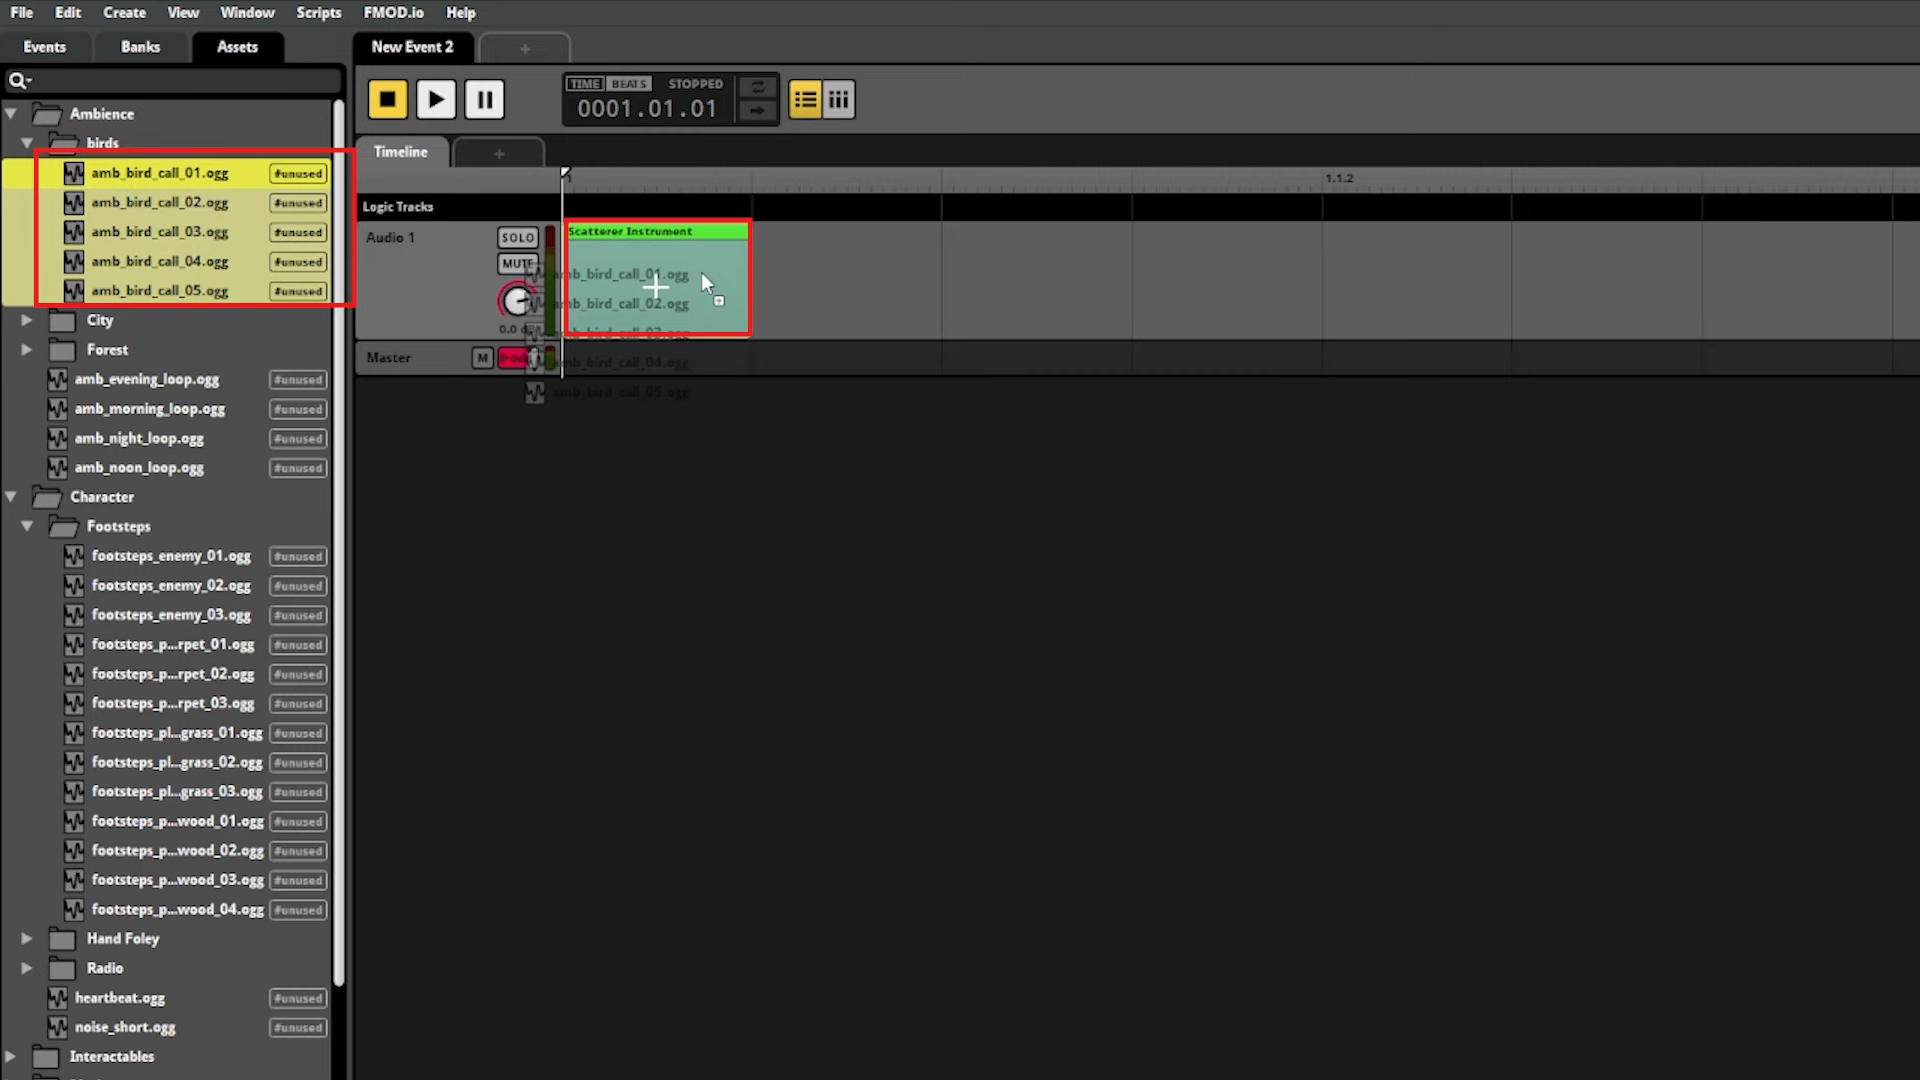 File Edit Create View Window Scripts FMOD.io Help
Events Banks Assets New Event 2 +
TIME BEATS STOPPED
0001.01.01
Ambience
birds
amb_bird_call_01.ogg #unused
amb_bird_call_02.ogg #unused
amb_bird_call_03.ogg #unused
amb_bird_call_04.ogg #unused
amb_bird_call_05.ogg #unused
City
Forest
amb_evening_loop.ogg #unused
amb_morning_loop.ogg #unused
amb_night_loop.ogg #unused
amb_noon_loop.ogg #unused
Character
Footsteps
footsteps_enemy_01.ogg #unused
footsteps_enemy_02.ogg #unused
footsteps_enemy_03.ogg #unused
footsteps_p...rpet_01.ogg #unused
footsteps_p...rpet_02.ogg #unused
footsteps_p...rpet_03.ogg #unused
footsteps_pl...grass_01.ogg #unused
footsteps_pl...grass_02.ogg #unused
footsteps_pl...grass_03.ogg #unused
footsteps_p...wood_01.ogg #unused
footsteps_p...wood_02.ogg #unused
footsteps_p...wood_03.ogg #unused
footsteps_p...wood_04.ogg #unused
Hand Foley
Radio
heartbeat.ogg #unused
noise_short.ogg #unused
Interactables
Timeline +
1.1.2
Logic Tracks
Audio 1 SOLO
MUTE
Scatterer Instrument
amb_bird_call_01.ogg
amb_bird_call_02.ogg
amb_bird_call_04.ogg
amb_bird_call_05.ogg
Master M